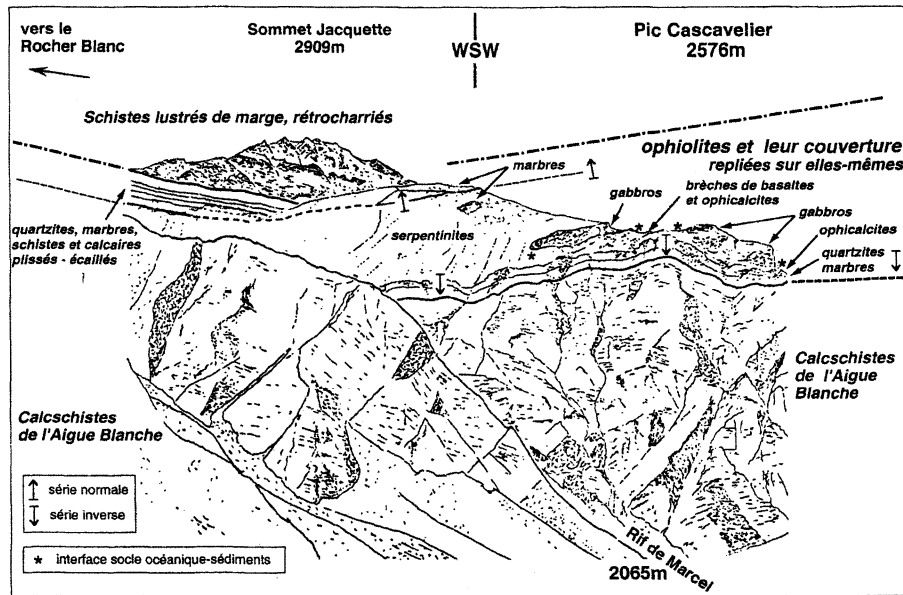 vers le
Rocher Blanc
Sommet Jacquette
2909m
WSW
Pic Cascavelier
2576m
Schistes lustrés de marge, rétrocharriés
ophiolites et leur couverture
repliées sur elles-mêmes
marbres
gabbros
brèches de basaltes
et ophicalcites
gabbros
ophicalcites
quartzites
marbres
quartzites, marbres,
schistes et calcaires
plissés - écaillés
serpentinites
Calcschistes
de l'Aigue
Blanche
Calcschistes
de l'Aigue Blanche
série normale
série inverse
* interface socle océanique-sédiments
Rif de Marcel
2065m